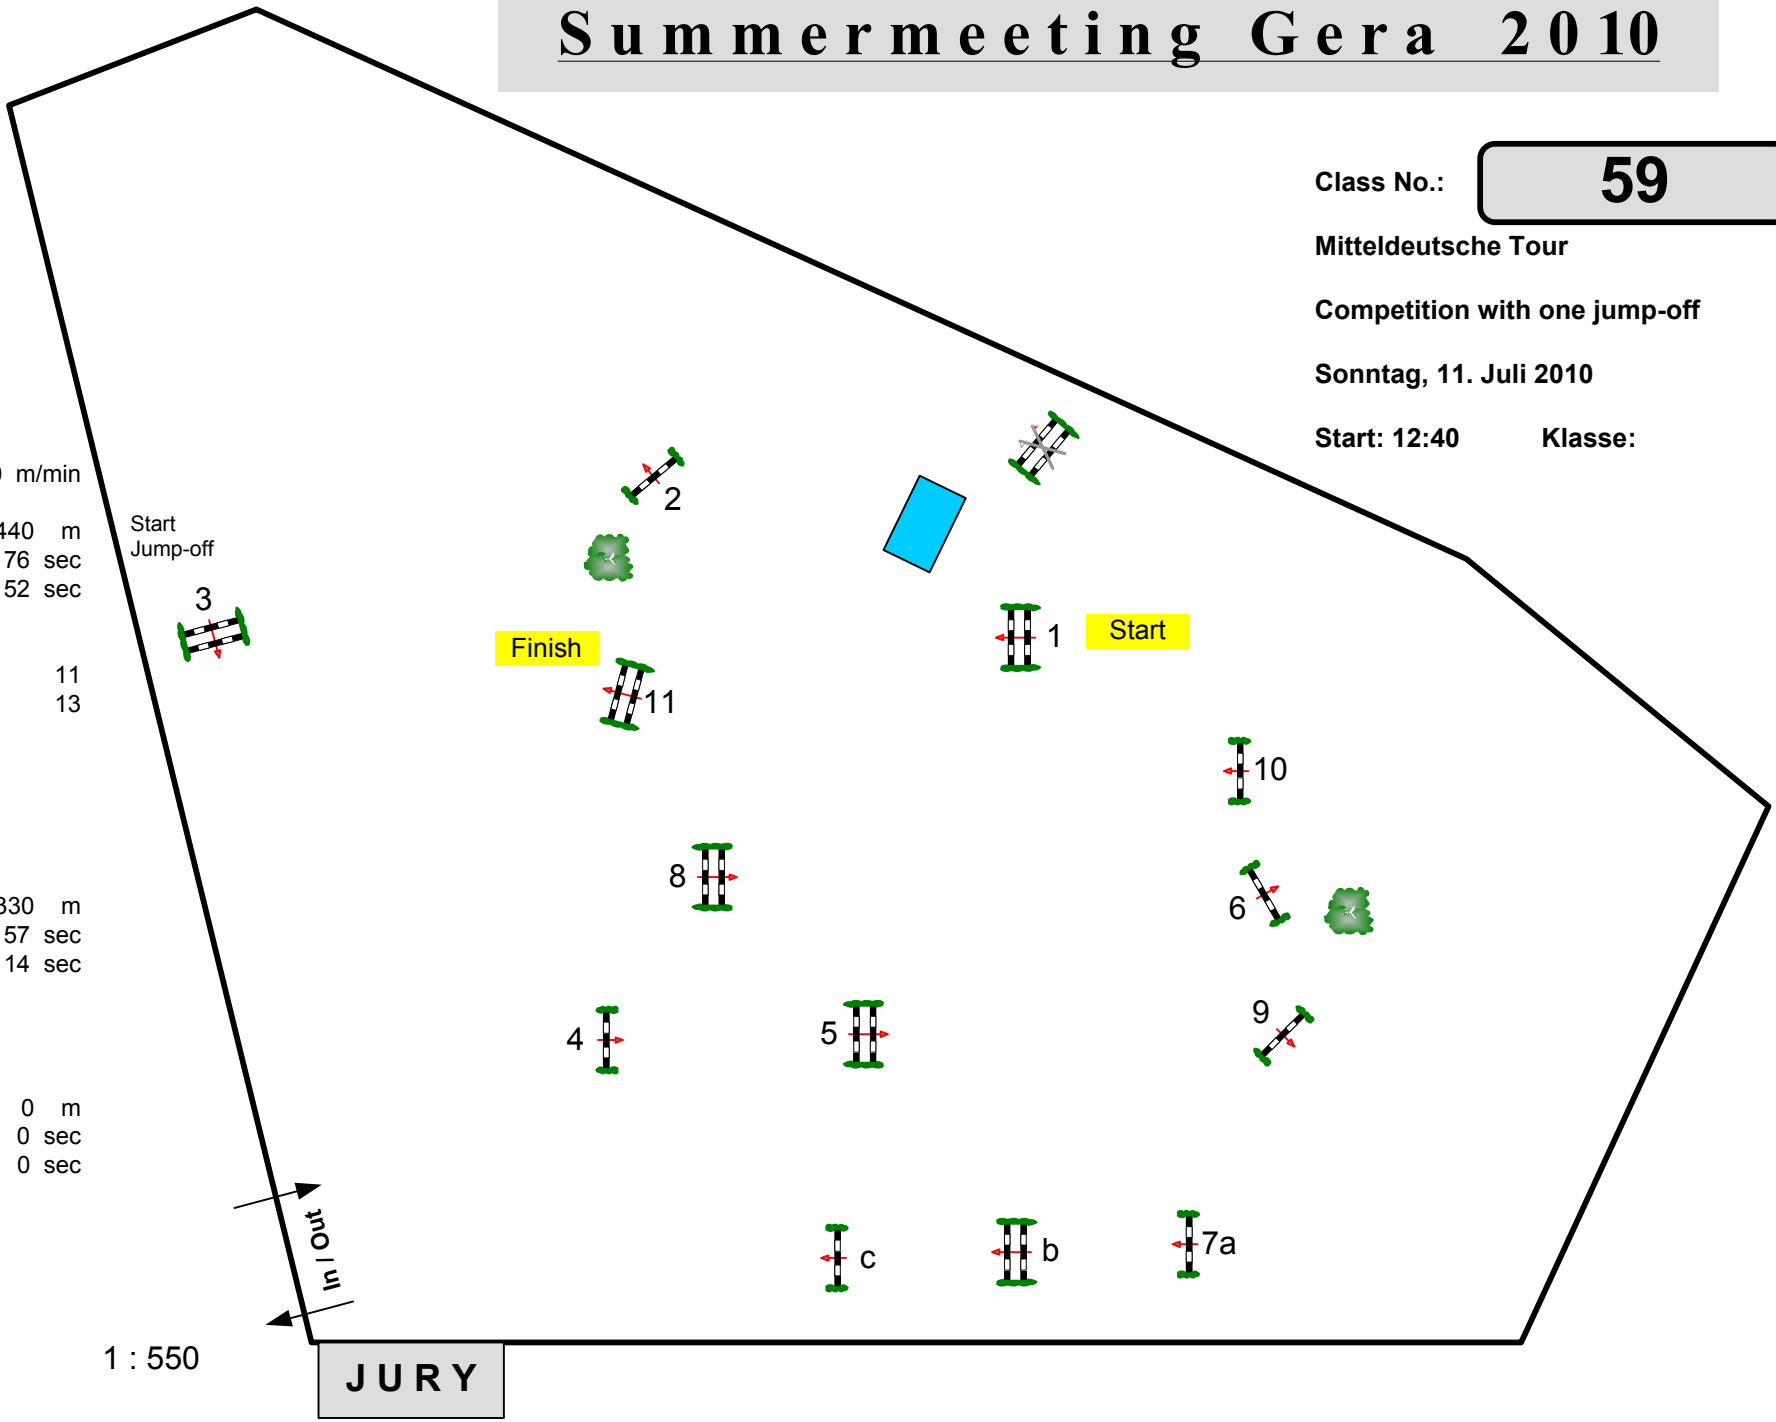 Summermeeting Gera 2010
Class No.: 59
Mitteldeutsche Tour
Competition with one jump-off
Sonntag, 11. Juli 2010
Start: 12:40 Klasse:
m/min
440 m
76 sec
52 sec
11
13
330 m
57 sec
14 sec
0 m
0 sec
0 sec
Start
Jump-off
2
3
Finish
1
Start
11
10
8
6
9
4
5
c
b
7a
In / Out
1 : 550
JURY